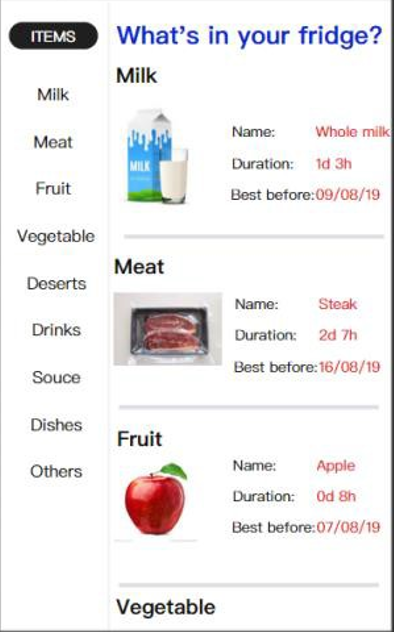 ITEMS
Milk
Meat
Fruit
Vegetable
Deserts
Drinks
Souce
Dishes
Others
What's in your fridge?
Milk
MILK
Name: Whole milk
Duration: 1d 3h
Best before: 09/08/19
Meat
Name: Steak
Duration: 2d 7h
Best before: 16/08/19
Fruit
Name: Apple
Duration: 0d 8h
Best before: 07/08/19
Vegetable